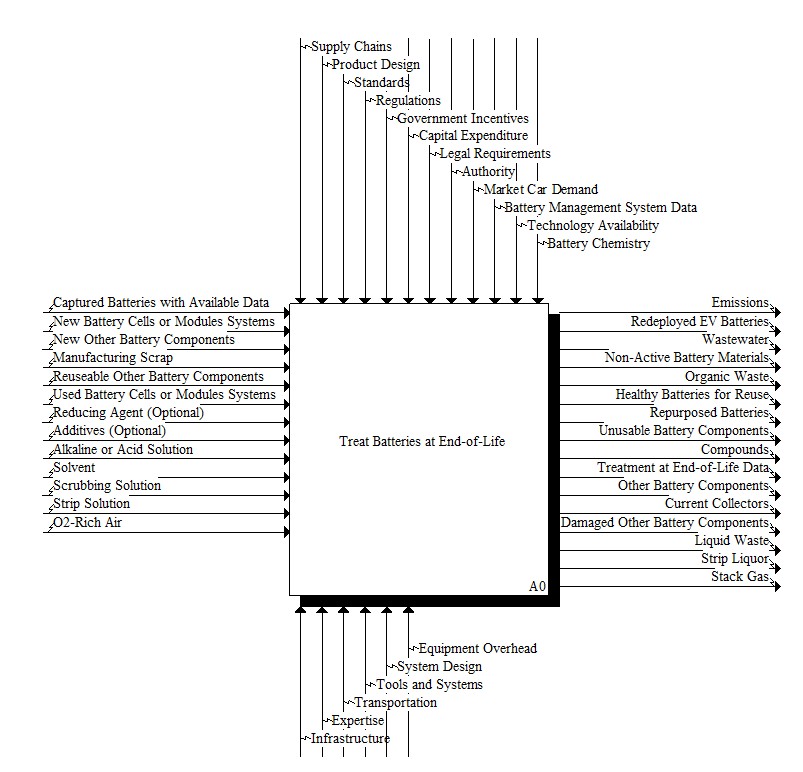 Supply Chains
Product Design
Standards
Regulations
Government Incentives
Capital Expenditure
Legal Requirements
Authority
Market Car Demand
Battery Management System Data
Technology Availability
Battery Chemistry
Captured Batteries with Available Data
New Battery Cells or Modules Systems
New Other Battery Components
Manufacturing Scrap
Reuseable Other Battery Components
Used Battery Cells or Modules Systems
Reducing Agent (Optional)
Additives (Optional)
Alkaline or Acid Solution
Solvent
Scrubbing Solution
Strip Solution
O2-Rich Air
Treat Batteries at End-of-Life
A0
Emissions
Redeployed EV Batteries
Wastewater
Non-Active Battery Materials
Organic Waste
Healthy Batteries for Reuse
Repurposed Batteries
Unusable Battery Components
Compounds
Treatment at End-of-Life Data
Other Battery Components
Current Collectors
Damaged Other Battery Components
Liquid Waste
Strip Liquor
Stack Gas
Equipment Overhead
System Design
Tools and Systems
Transportation
Expertise
Infrastructure